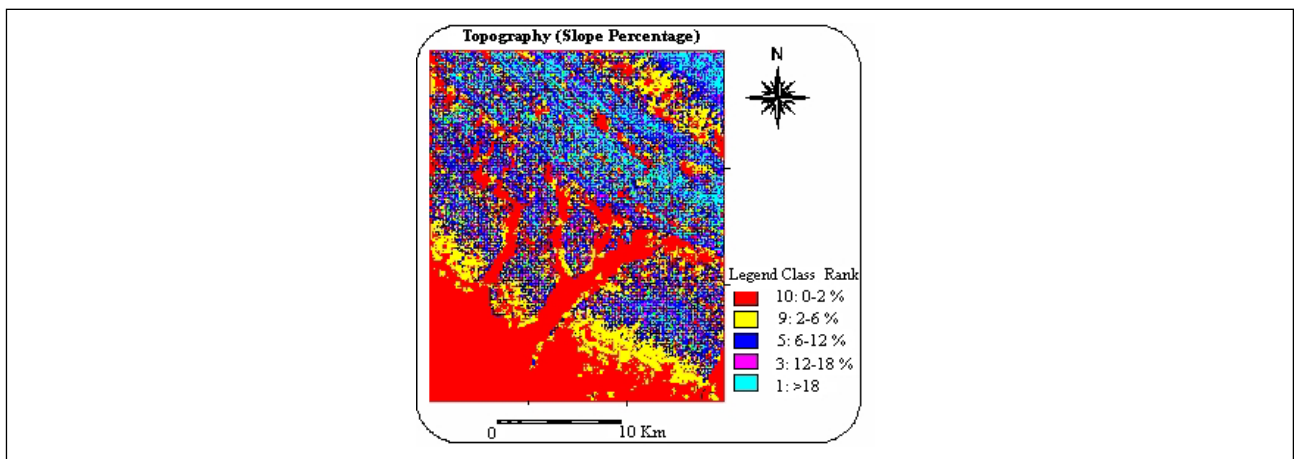 Topography (Slope Percentage)
N
Legend Class Rank
10: 0-2 %
9: 2-6 %
5: 6-12 %
3: 12-18 %
1: >18
0 10 Km